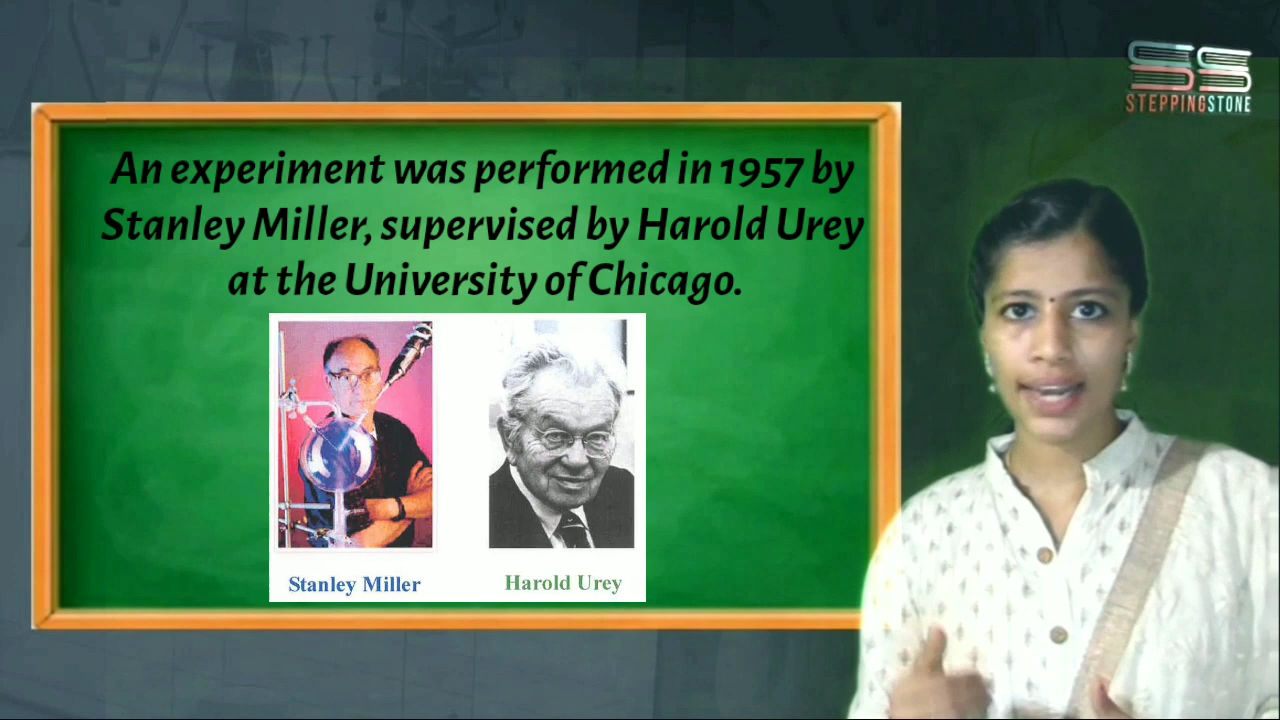 SS
STEPPINGSTONE
An experiment was performed in 1957 by
Stanley Miller, supervised by Harold Urey
at the University of Chicago.
Stanley Miller
Harold Urey